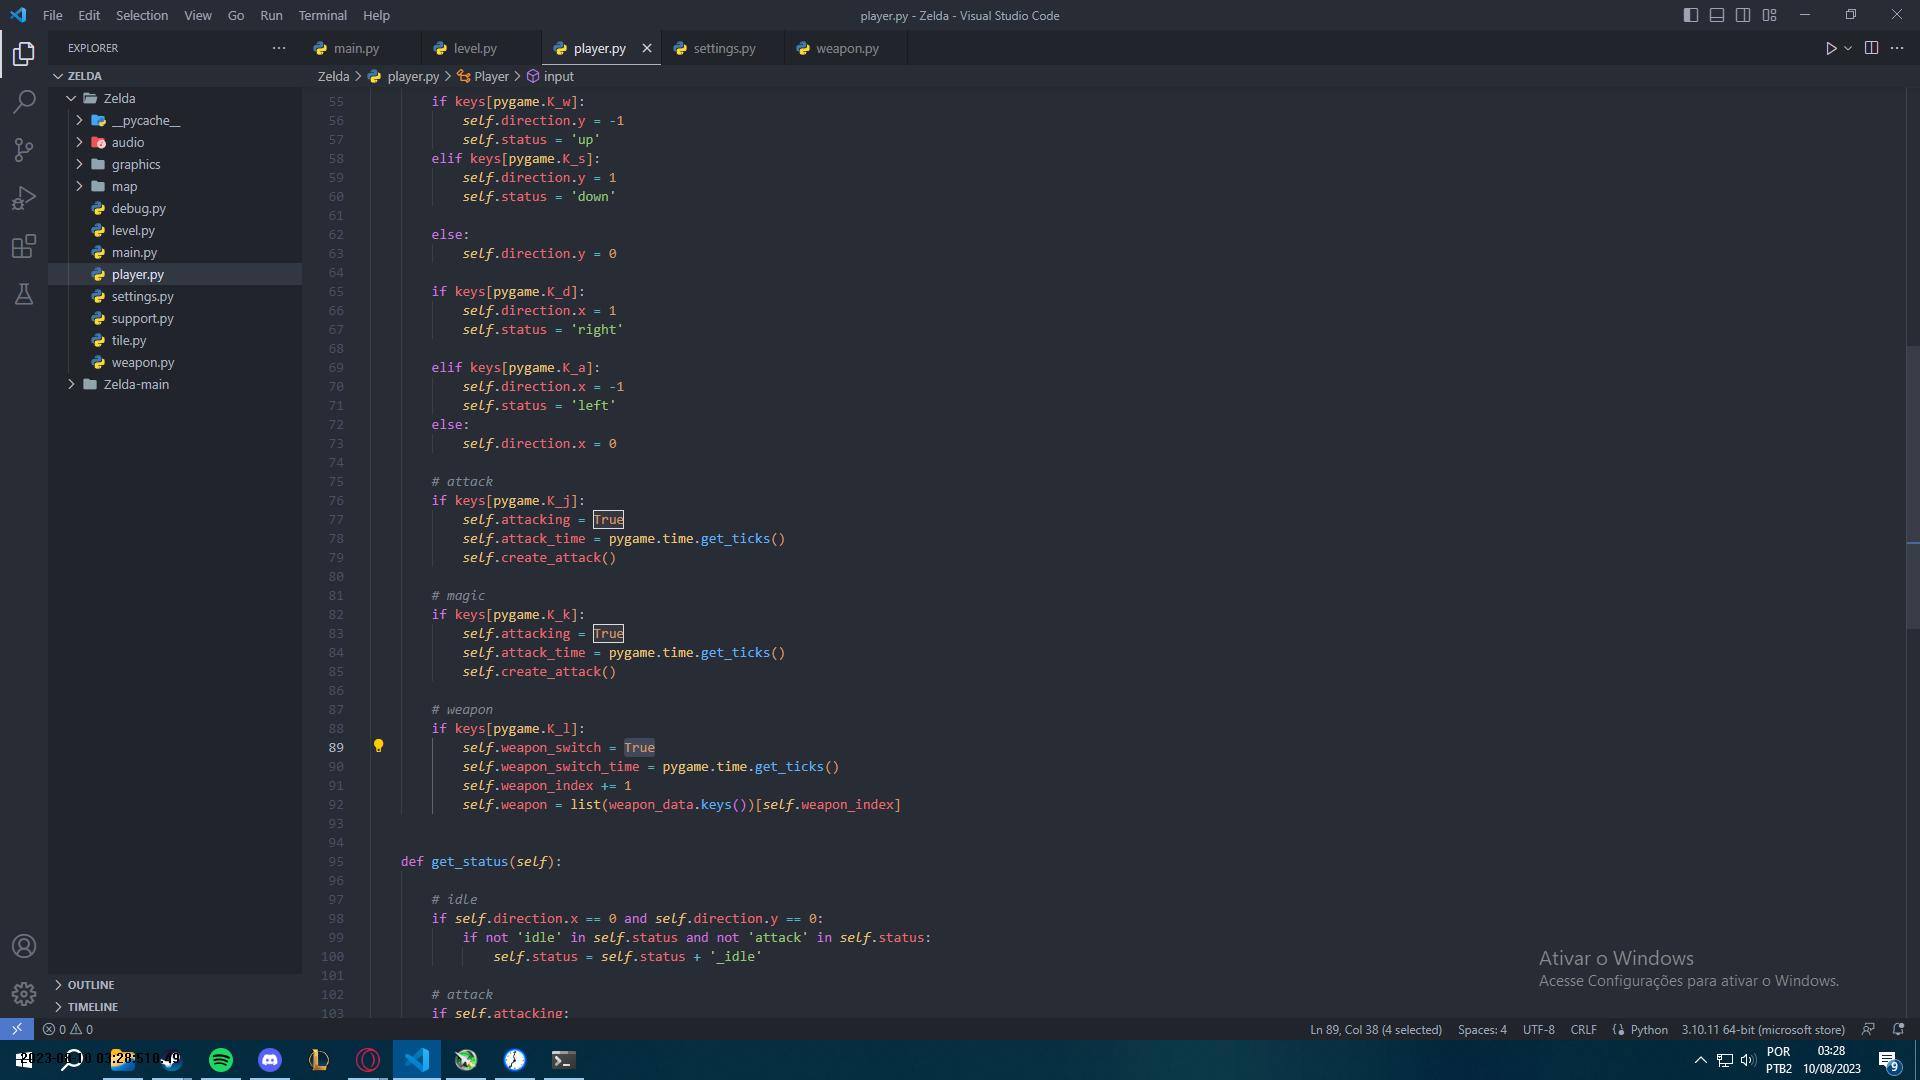 File Edit Selection View Go Run Terminal Help
player.py - Zelda - Visual Studio Code
EXPLORER
main.py
level.py
player.py
settings.py
weapon.py
ZELDA
Zelda > player.py > Player > input
Zelda
__pycache__
audio
graphics
map
debug.py
level.py
main.py
player.py
settings.py
support.py
tile.py
weapon.py
Zelda-main
OUTLINE
TIMELINE
55 if keys[pygame.K_w]:
56 self.direction.y = -1
57 self.status = 'up'
58 elif keys[pygame.K_s]:
59 self.direction.y = 1
60 self.status = 'down'
61
62 else:
63 self.direction.y = 0
64
65 if keys[pygame.K_d]:
66 self.direction.x = 1
67 self.status = 'right'
68
69 elif keys[pygame.K_a]:
70 self.direction.x = -1
71 self.status = 'left'
72 else:
73 self.direction.x = 0
74
75 # attack
76 if keys[pygame.K_j]:
77 self.attacking = True
78 self.attack_time = pygame.time.get_ticks()
79 self.create_attack()
80
81 # magic
82 if keys[pygame.K_k]:
83 self.attacking = True
84 self.attack_time = pygame.time.get_ticks()
85 self.create_attack()
86
87 # weapon
88 if keys[pygame.K_l]:
89 self.weapon_switch = True
90 self.weapon_switch_time = pygame.time.get_ticks()
91 self.weapon_index += 1
92 self.weapon = list(weapon_data.keys())[self.weapon_index]
93
94
95 def get_status(self):
96
97 # idle
98 if self.direction.x == 0 and self.direction.y == 0:
99 if not 'idle' in self.status and not 'attack' in self.status:
100 self.status = self.status + '_idle'
101
102 # attack
103 if self.attacking:
Ativar o Windows
Acesse Configurações para ativar o Windows.
0 0
Ln 89, Col 38 (4 selected) Spaces: 4 UTF-8 CRLF Python 3.10.11 64-bit (microsoft store)
POR
PTB2
03:28
10/08/2023
9